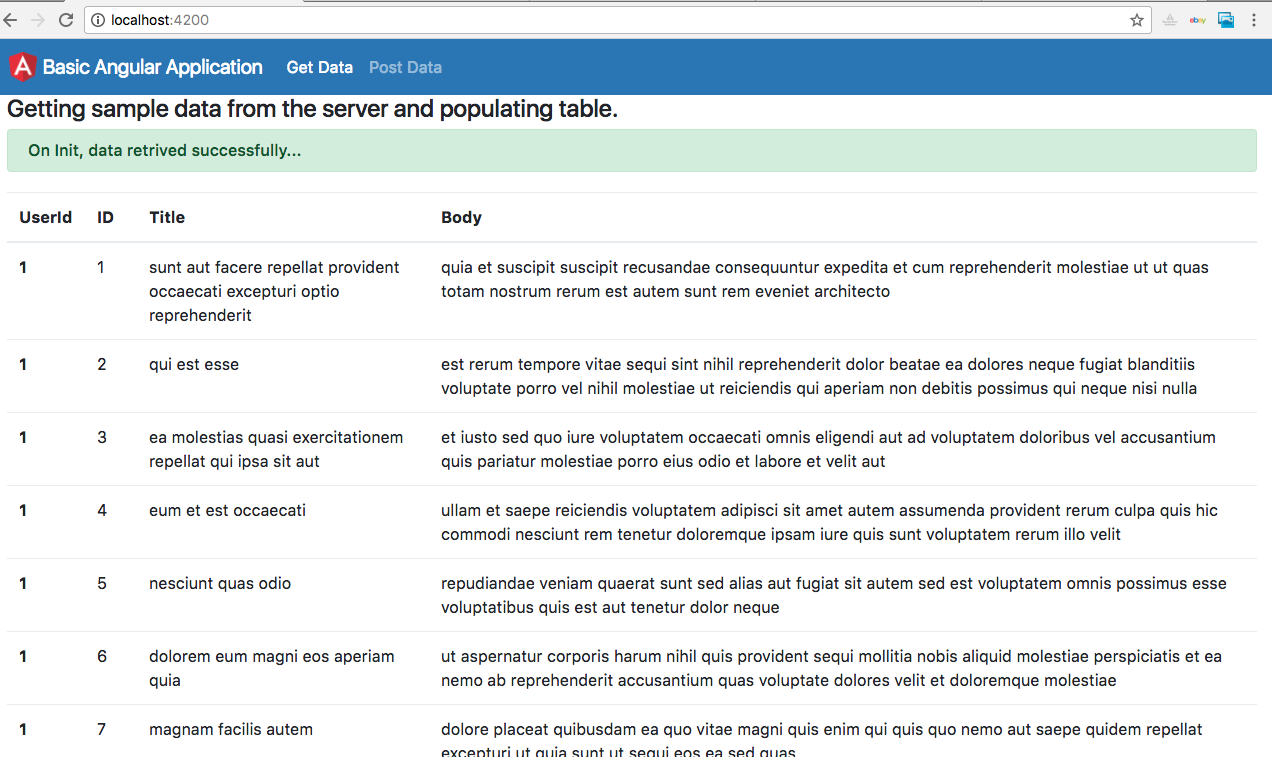 localhost:4200
ebay
Basic Angular Application Get Data Post Data
Getting sample data from the server and populating table.
On Init, data retrived successfully...
UserId ID Title Body
1 1 sunt aut facere repellat provident quia et suscipit suscipit recusandae consequuntur expedita et cum reprehenderit molestiae ut ut quas
occaecati excepturi optio totam nostrum rerum est autem sunt rem eveniet architecto
reprehenderit
1 2 qui est esse est rerum tempore vitae sequi sint nihil reprehenderit dolor beatae ea dolores neque fugiat blanditiis
voluptate porro vel nihil molestiae ut reiciendis qui aperiam non debitis possimus qui neque nisi nulla
1 3 ea molestias quasi exercitationem et iusto sed quo iure voluptatem occaecati omnis eligendi aut ad voluptatem doloribus vel accusantium
repellat qui ipsa sit aut quis pariatur molestiae porro eius odio et labore et velit aut
1 4 eum et est occaecati ullam et saepe reiciendis voluptatem adipisci sit amet autem assumenda provident rerum culpa quis hic
commodi nesciunt rem tenetur doloremque ipsam iure quis sunt voluptatem rerum illo velit
1 5 nesciunt quas odio repudiandae veniam quaerat sunt sed alias aut fugiat sit autem sed est voluptatem omnis possimus esse
voluptatibus quis est aut tenetur dolor neque
1 6 dolorem eum magni eos aperiam ut aspernatur corporis harum nihil quis provident sequi mollitia nobis aliquid molestiae perspiciatis et ea
quia nemo ab reprehenderit accusantium quas voluptate dolores velit et doloremque molestiae
1 7 magnam facilis autem dolore placeat quibusdam ea quo vitae magni quis enim qui quis quo nemo aut saepe quidem repellat
excepturi ut quia sunt ut sequi eos ea sed quas